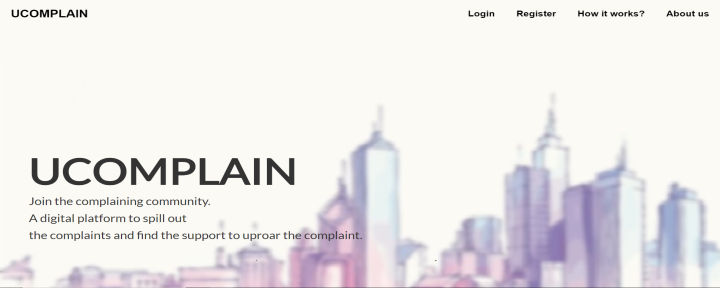 UCOMPLAIN
Login Register How it works? About us
UCOMPLAIN
Join the complaining community.
A digital platform to spill out
the complaints and find the support to uproar the complaint.